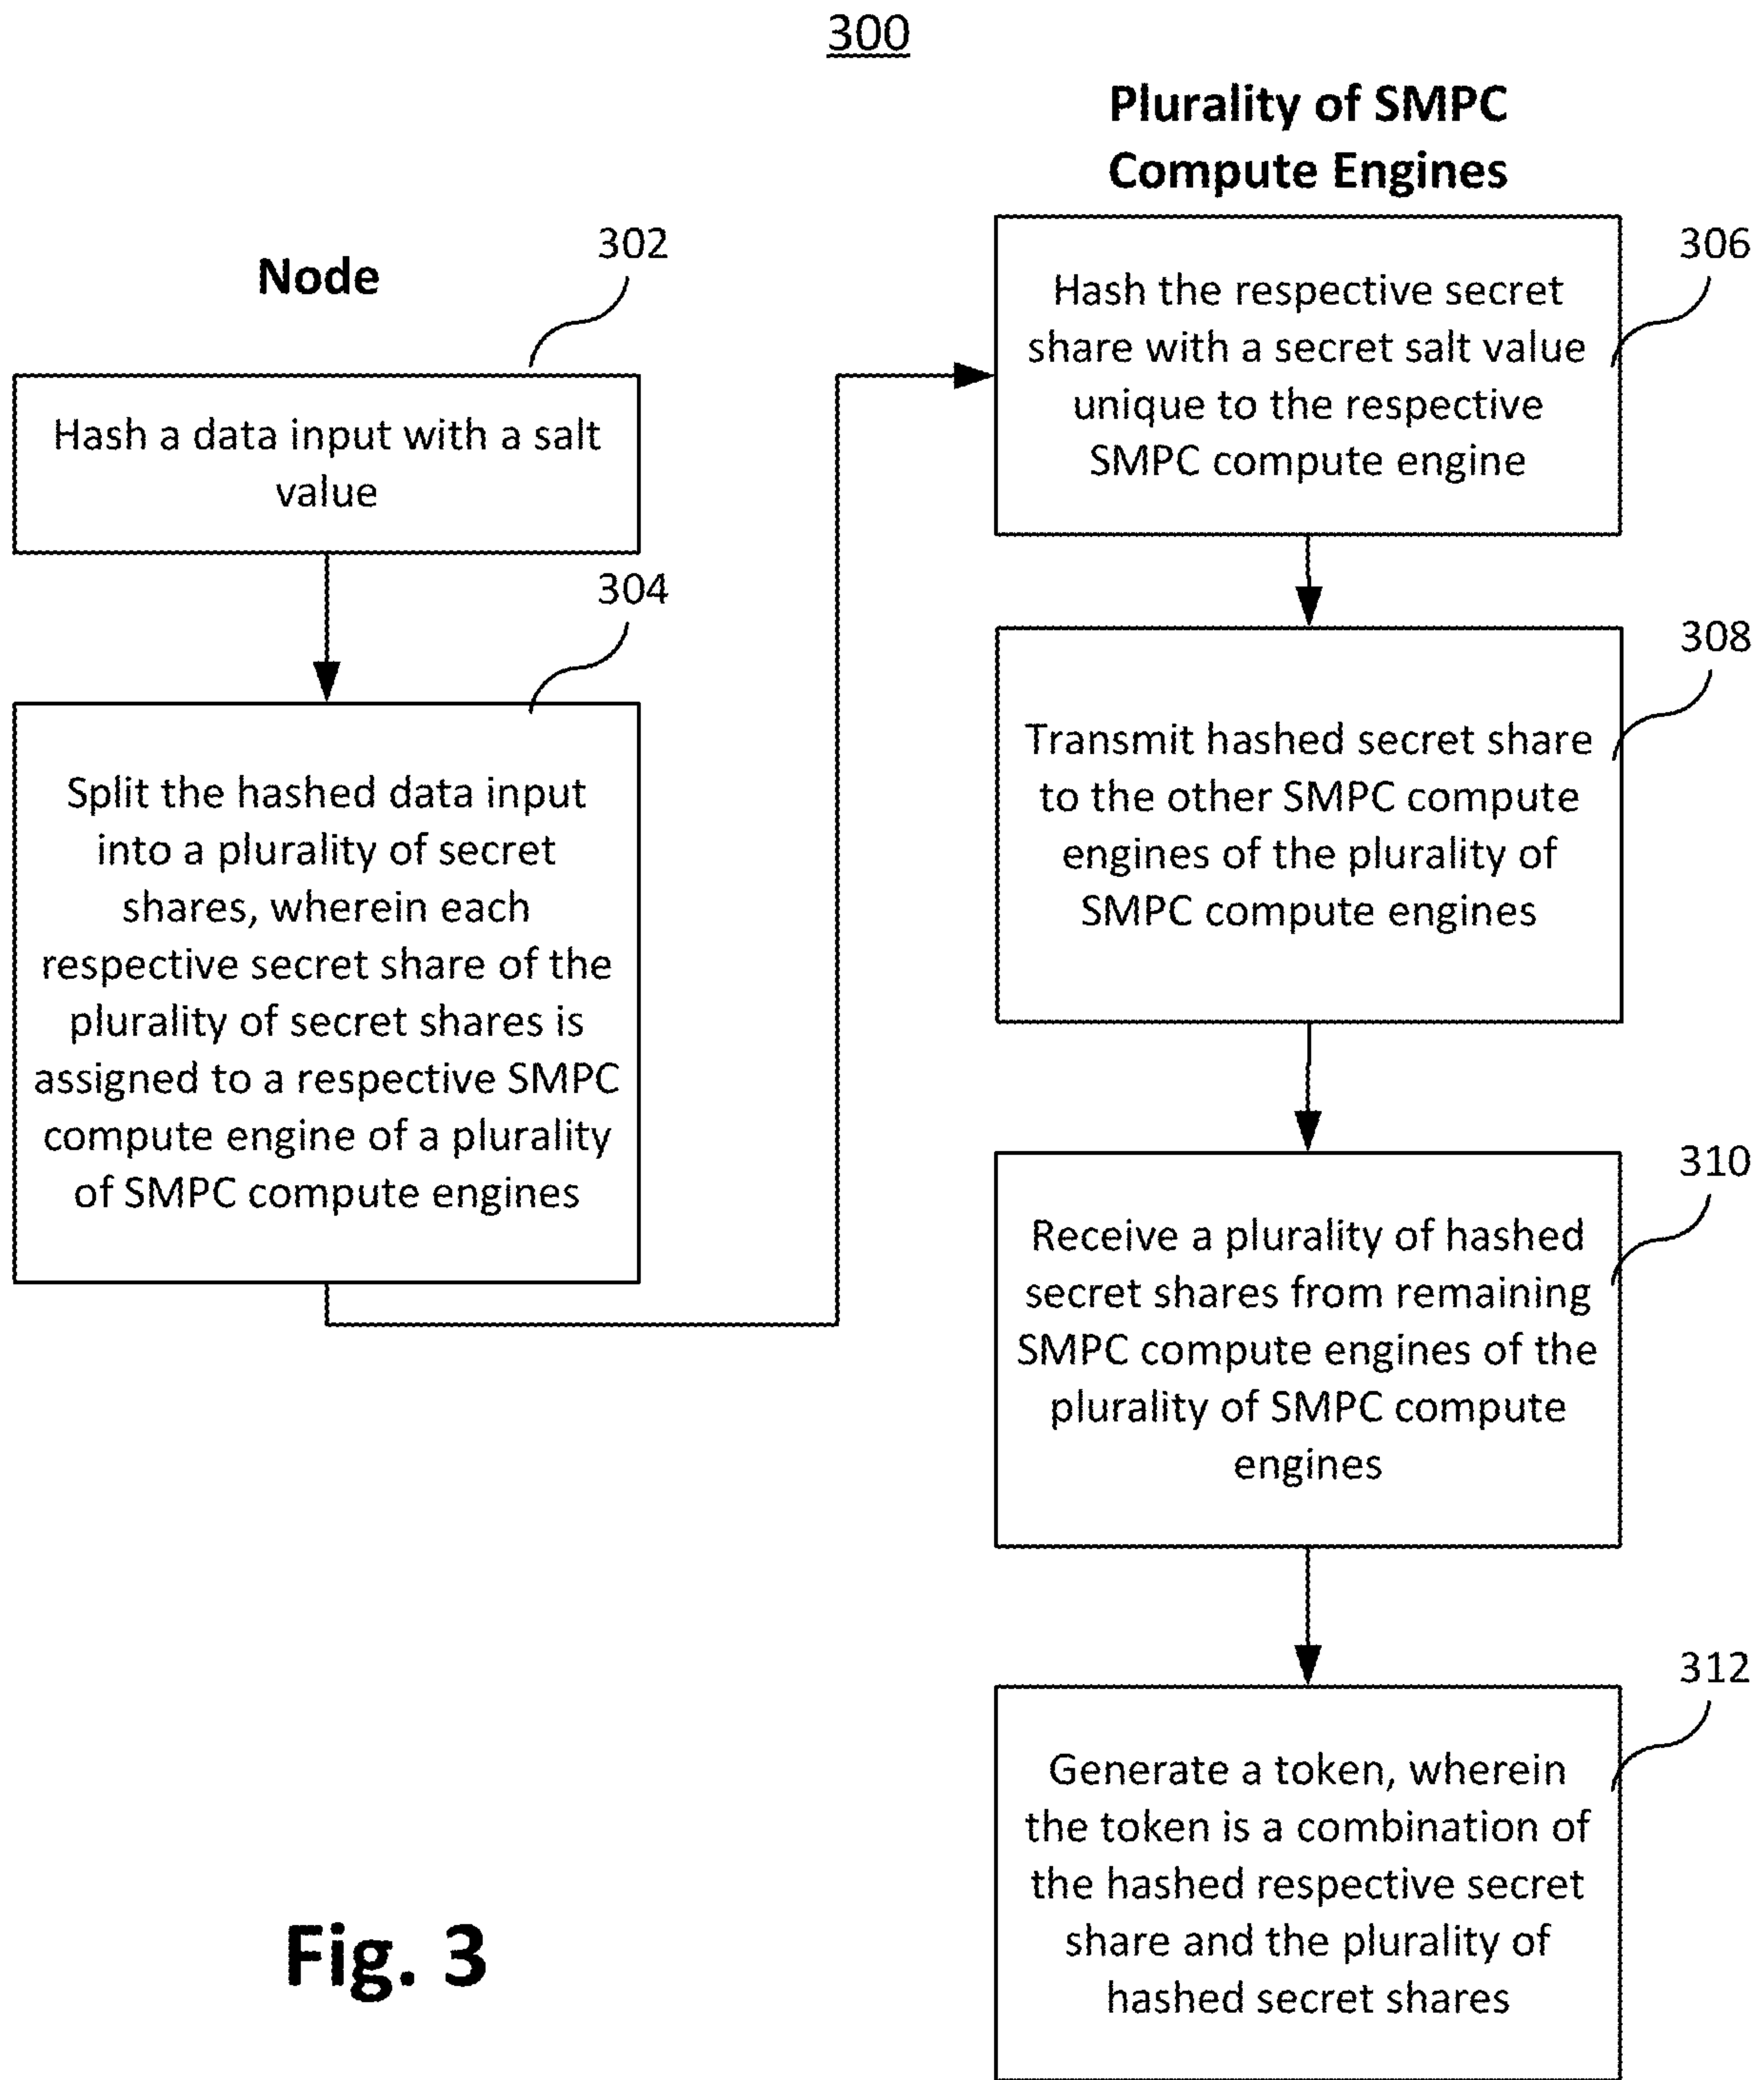 300
Node
302
Hash a data input with a salt
value
304
Split the hashed data input
into a plurality of secret
shares, wherein each
respective secret share of the
plurality of secret shares is
assigned to a respective SMPC
compute engine of a plurality
of SMPC compute engines
Plurality of SMPC
Compute Engines
306
Hash the respective secret
share with a secret salt value
unique to the respective
SMPC compute engine
308
Transmit hashed secret share
to the other SMPC compute
engines of the plurality of
SMPC compute engines
310
Receive a plurality of hashed
secret shares from remaining
SMPC compute engines of the
plurality of SMPC compute
engines
312
Generate a token, wherein
the token is a combination of
the hashed respective secret
share and the plurality of
hashed secret shares
Fig. 3